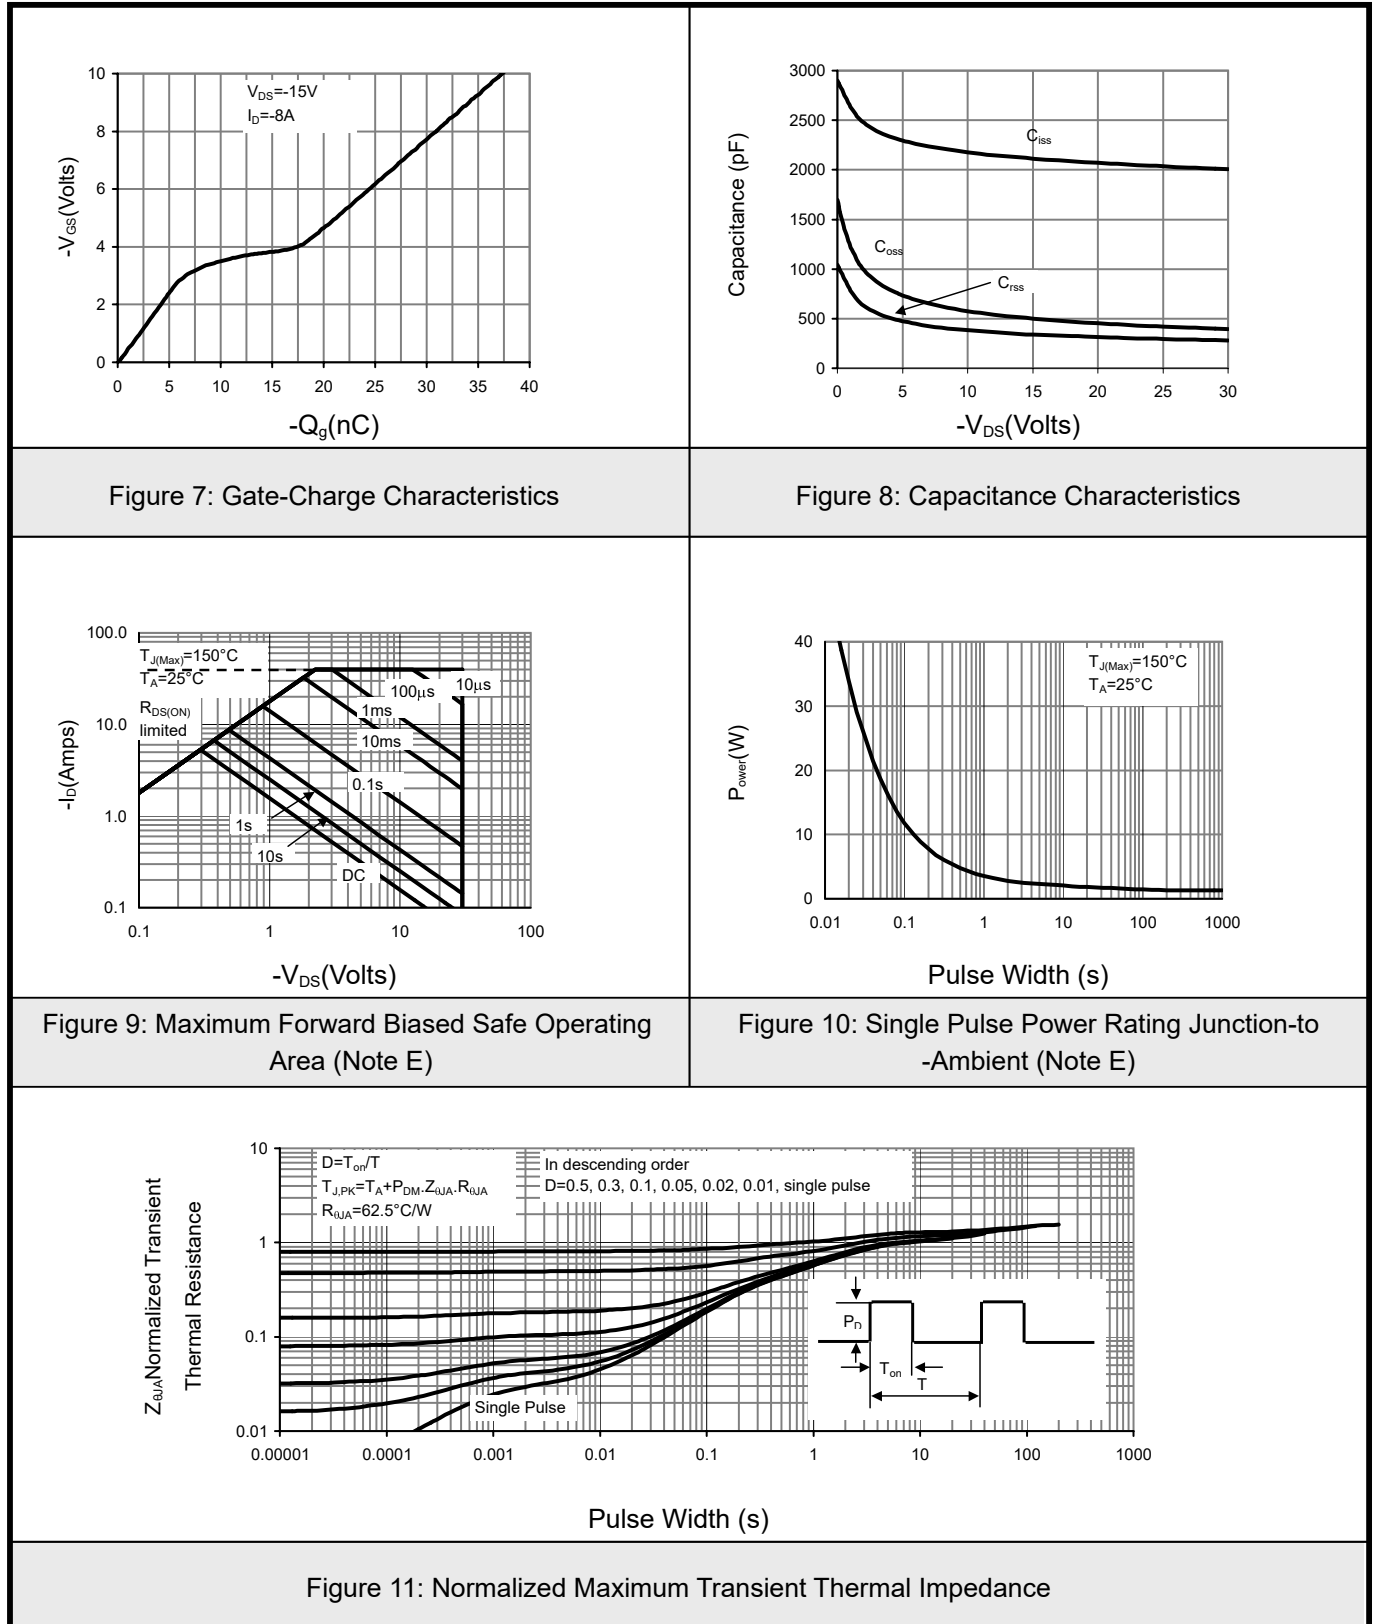 10
8
6
4
2
0
-VGS(Volts)
VDS=-15V
ID=-8A
0 5 10 15 20 25 30 35 40
-Qg(nC)
Figure 7: Gate-Charge Characteristics
3000
2500
2000
1500
1000
500
0
Capacitance (pF)
Ciss
Coss
Crss
0 5 10 15 20 25 30
-VDS(Volts)
Figure 8: Capacitance Characteristics
100.0
10.0
1.0
0.1
-ID(Amps)
TJ(Max)=150°C
TA=25°C
RDS(ON)
limited
10μs
100μs
1ms
10ms
0.1s
1s
10s
DC
0.1 1 10 100
-VDS(Volts)
Figure 9: Maximum Forward Biased Safe Operating
Area (Note E)
40
30
20
10
0
Power(W)
TJ(Max)=150°C
TA=25°C
0.01 0.1 1 10 100 1000
Pulse Width (s)
Figure 10: Single Pulse Power Rating Junction-to
-Ambient (Note E)
10
1
0.1
0.01
ZθJANormalized Transient
Thermal Resistance
D=Ton/T
TJ,PK=TA+PDM.ZθJA.RθJA
RθJA=62.5°C/W
In descending order
D=0.5, 0.3, 0.1, 0.05, 0.02, 0.01, single pulse
Single Pulse
PD
Ton
T
0.00001 0.0001 0.001 0.01 0.1 1 10 100 1000
Pulse Width (s)
Figure 11: Normalized Maximum Transient Thermal Impedance